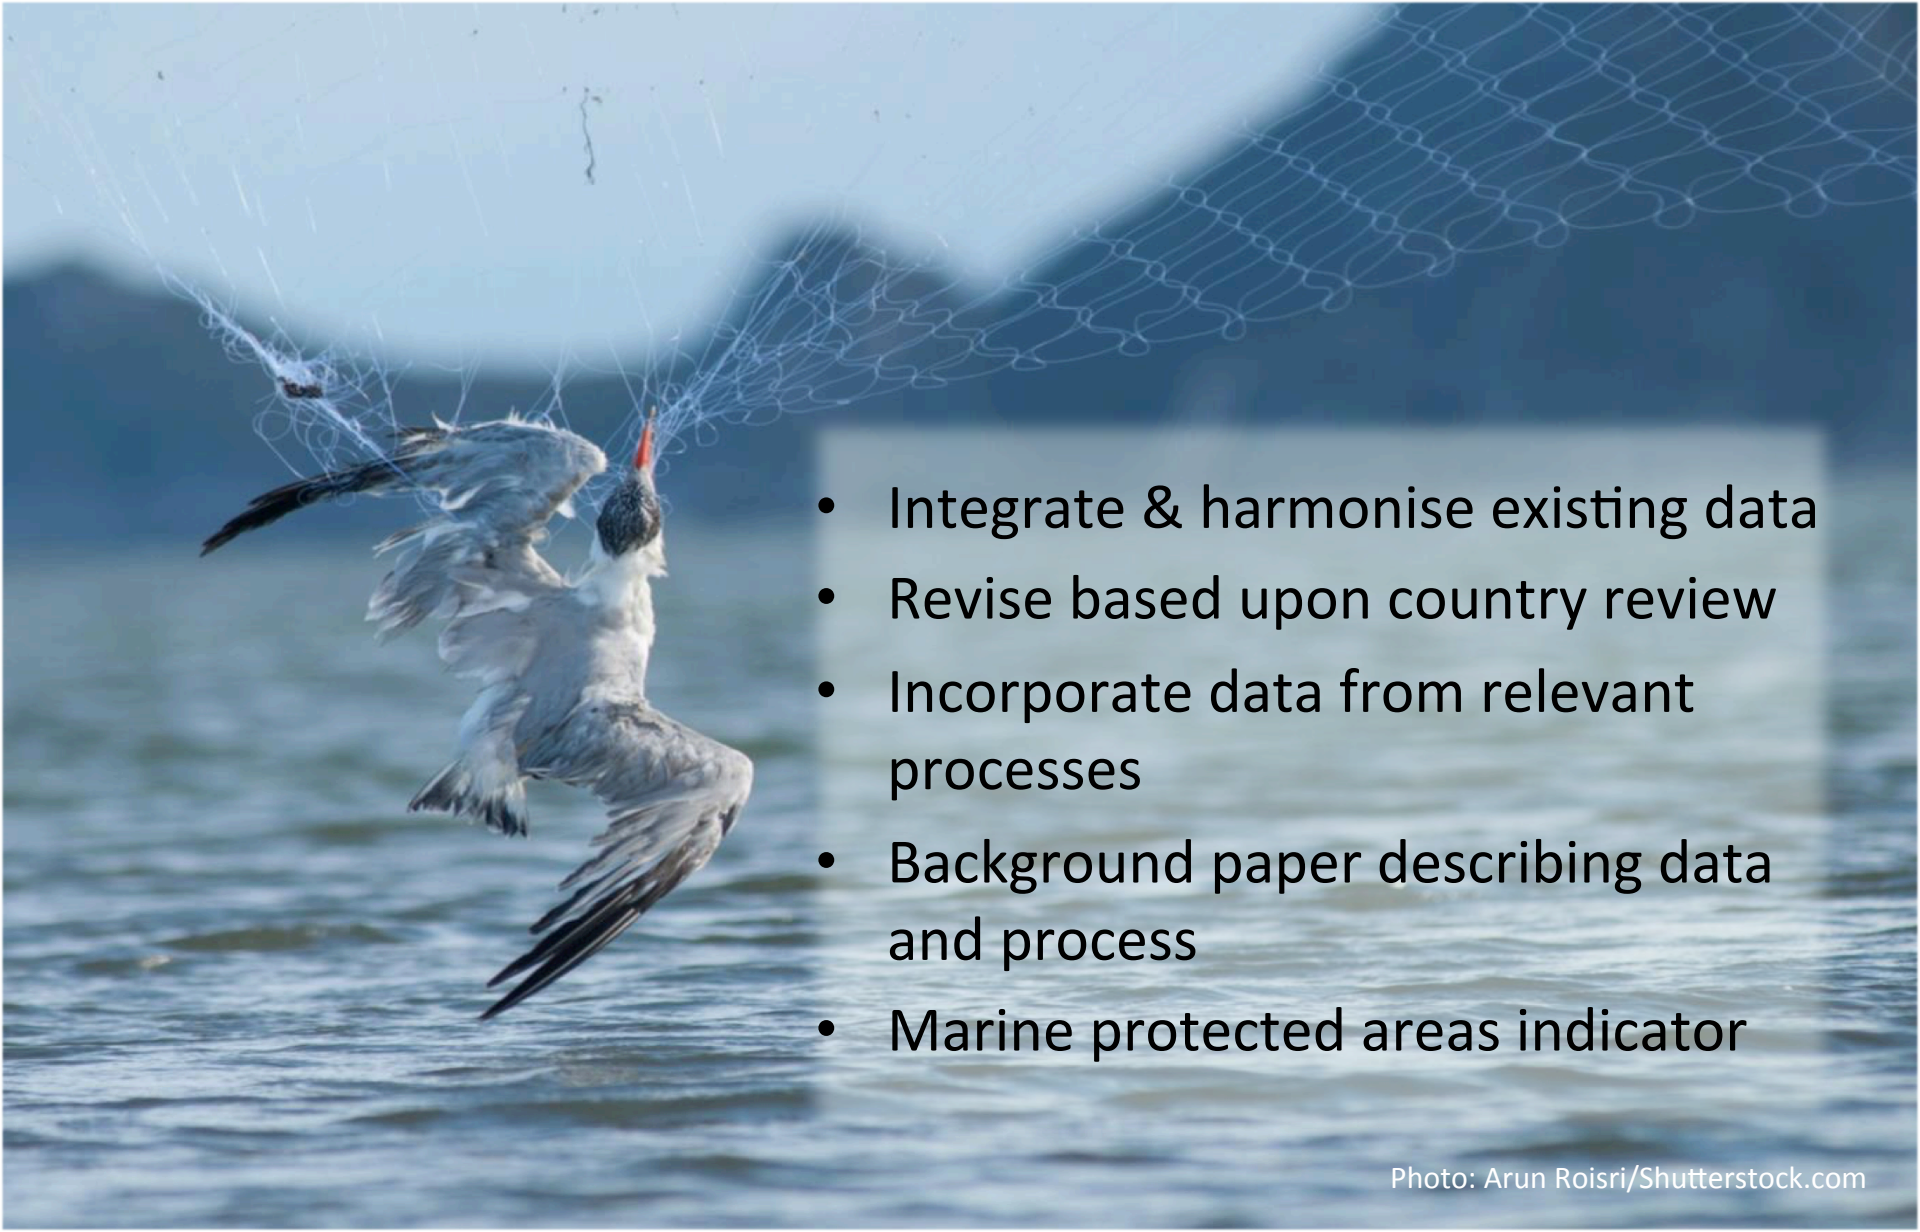 • Integrate & harmonise existing data
• Revise based upon country review
• Incorporate data from relevant
processes
• Background paper describing data
and process
• Marine protected areas indicator
Photo: Arun Roisri/Shutterstock.com